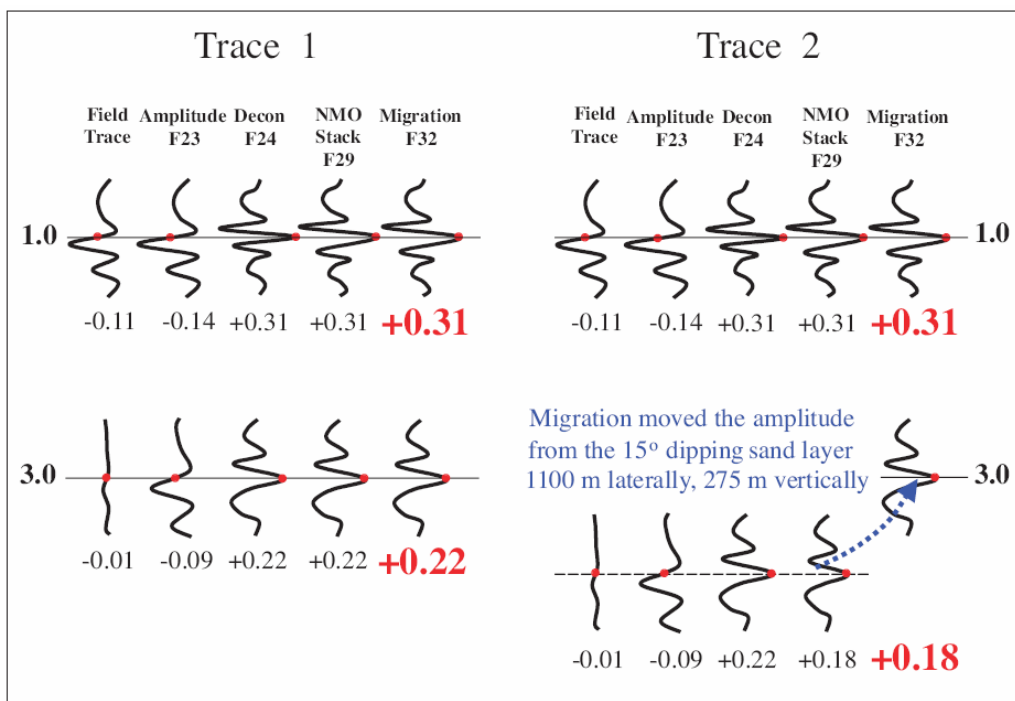 Trace 1
Trace 2
Field Amplitude Decon NMO Migration
Trace F23 F24 Stack F32
F29
Field Amplitude Decon NMO Migration
Trace F23 F24 Stack F32
F29
1.0
1.0
-0.11 -0.14 +0.31 +0.31 +0.31
-0.11 -0.14 +0.31 +0.31 +0.31
Migration moved the amplitude
from the 15º dipping sand layer
1100 m laterally, 275 m vertically
3.0
3.0
-0.01 -0.09 +0.22 +0.22 +0.22
-0.01 -0.09 +0.22 +0.18 +0.18